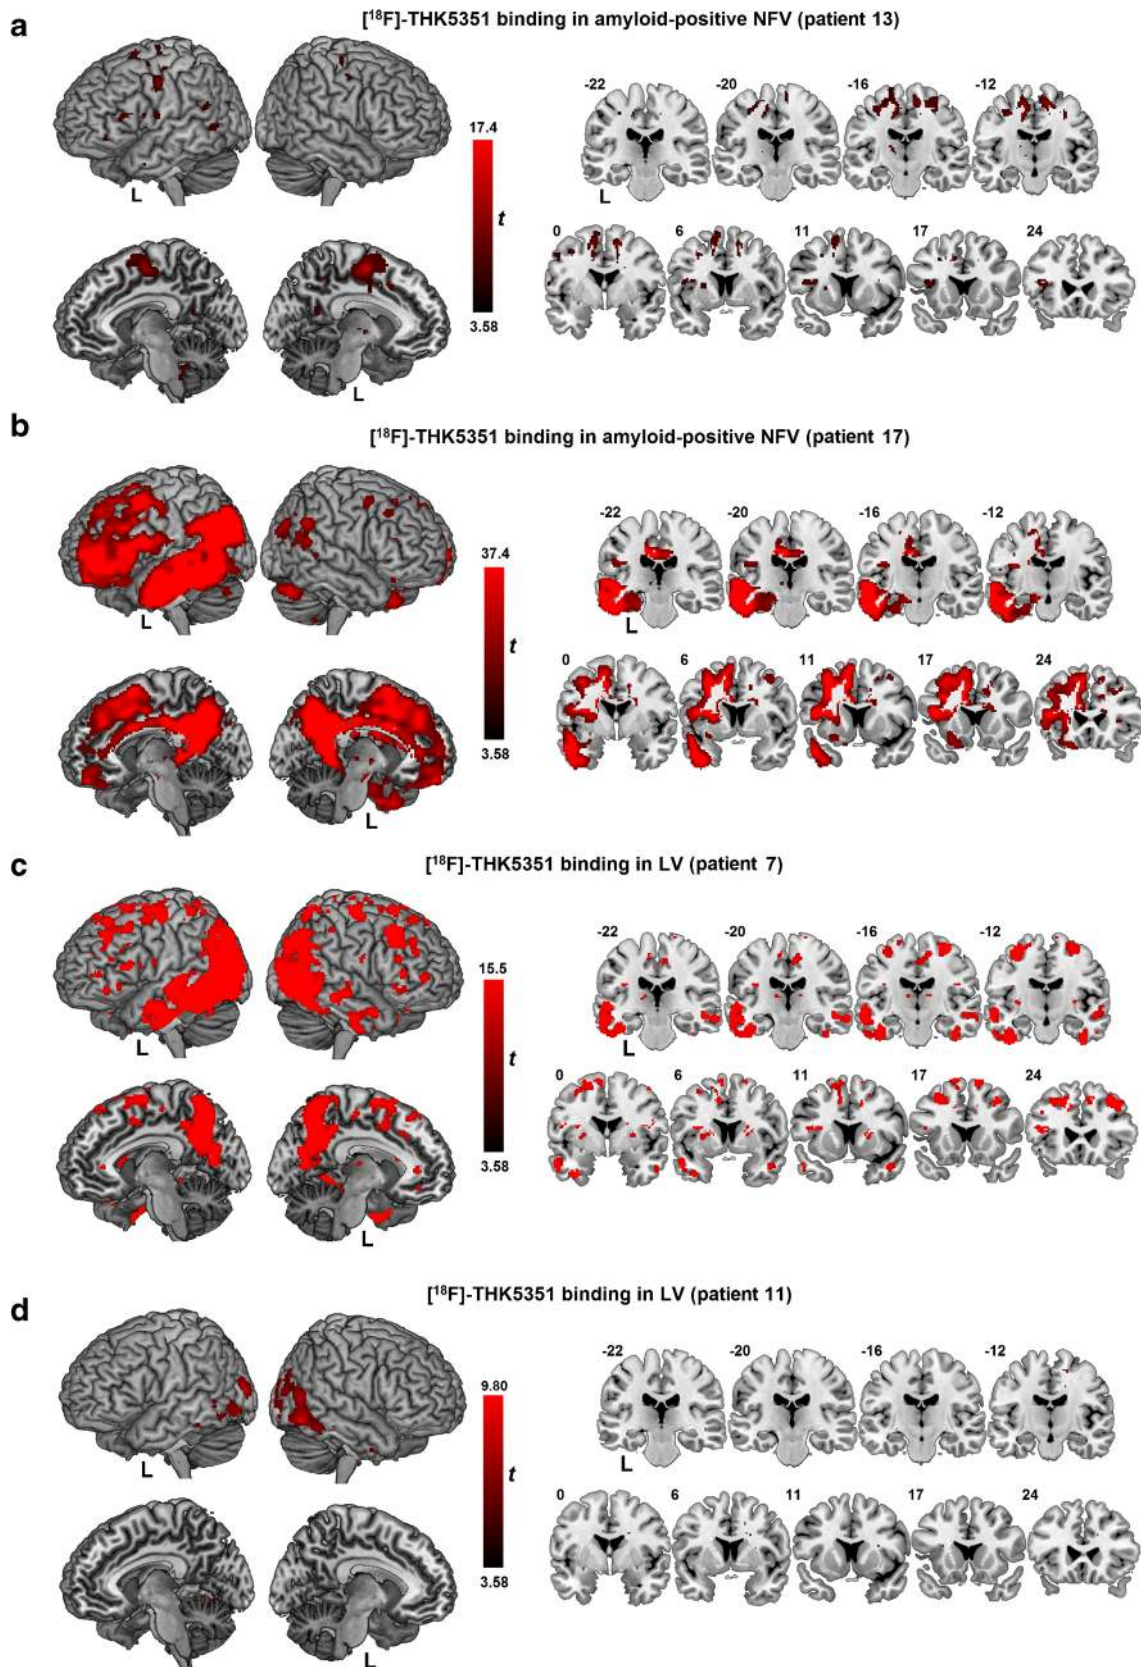 a
[¹⁸F]-THK5351 binding in amyloid-positive NFV (patient 13)
17.4
t
3.58
L
L
-22 -20 -16 -12
L
0 6 11 17 24
b
[¹⁸F]-THK5351 binding in amyloid-positive NFV (patient 17)
37.4
t
3.58
L
L
-22 -20 -16 -12
L
0 6 11 17 24
c
[¹⁸F]-THK5351 binding in LV (patient 7)
15.5
t
3.58
L
L
-22 -20 -16 -12
L
0 6 11 17 24
d
[¹⁸F]-THK5351 binding in LV (patient 11)
9.80
t
3.58
L
L
-22 -20 -16 -12
L
0 6 11 17 24